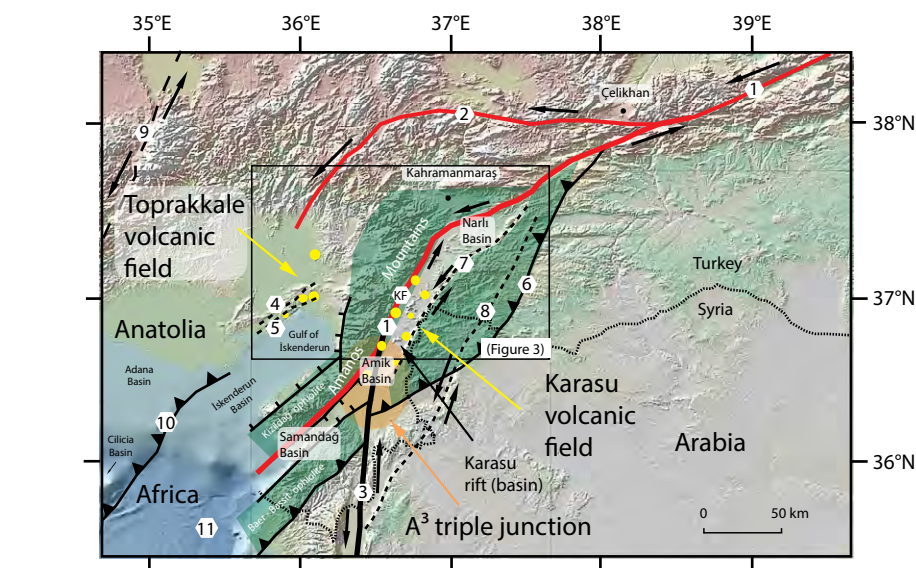 35°E
36°E
37°E
38°E
39°E
38°N
37°N
36°N
1
Çelikhan
2
9
J
Kahramanmaraş
Toprakkale
volcanic
field
Mountains
Narlı
Basin
7
Turkey
6
KF
4
5
8
Syria
Anatolia
Gulf of
İskenderun
1
(Figure 3)
Amanos
Amik
Basin
Adana
Basin
İskenderun
Basin
Kızıldağ ophiolite
Karasu
volcanic
field
10
Samandağ
Basin
Arabia
Cilicia
Basin
Karasu
rift (basin)
Africa
Baer - Bassit ophiolite
3
11
A³ triple junction
0 50 km